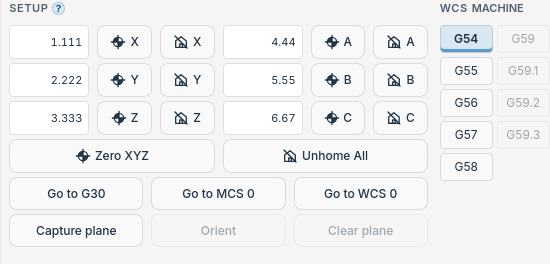 SETUP ? WCS MACHINE
1.111 X X 4.44 A A G54 G59
2.222 Y Y 5.55 B B G55 G59.1
3.333 Z Z 6.67 C C G56 G59.2
Zero XYZ Unhome All G57 G59.3
Go to G30 Go to MCS 0 Go to WCS 0 G58
Capture plane Orient Clear plane